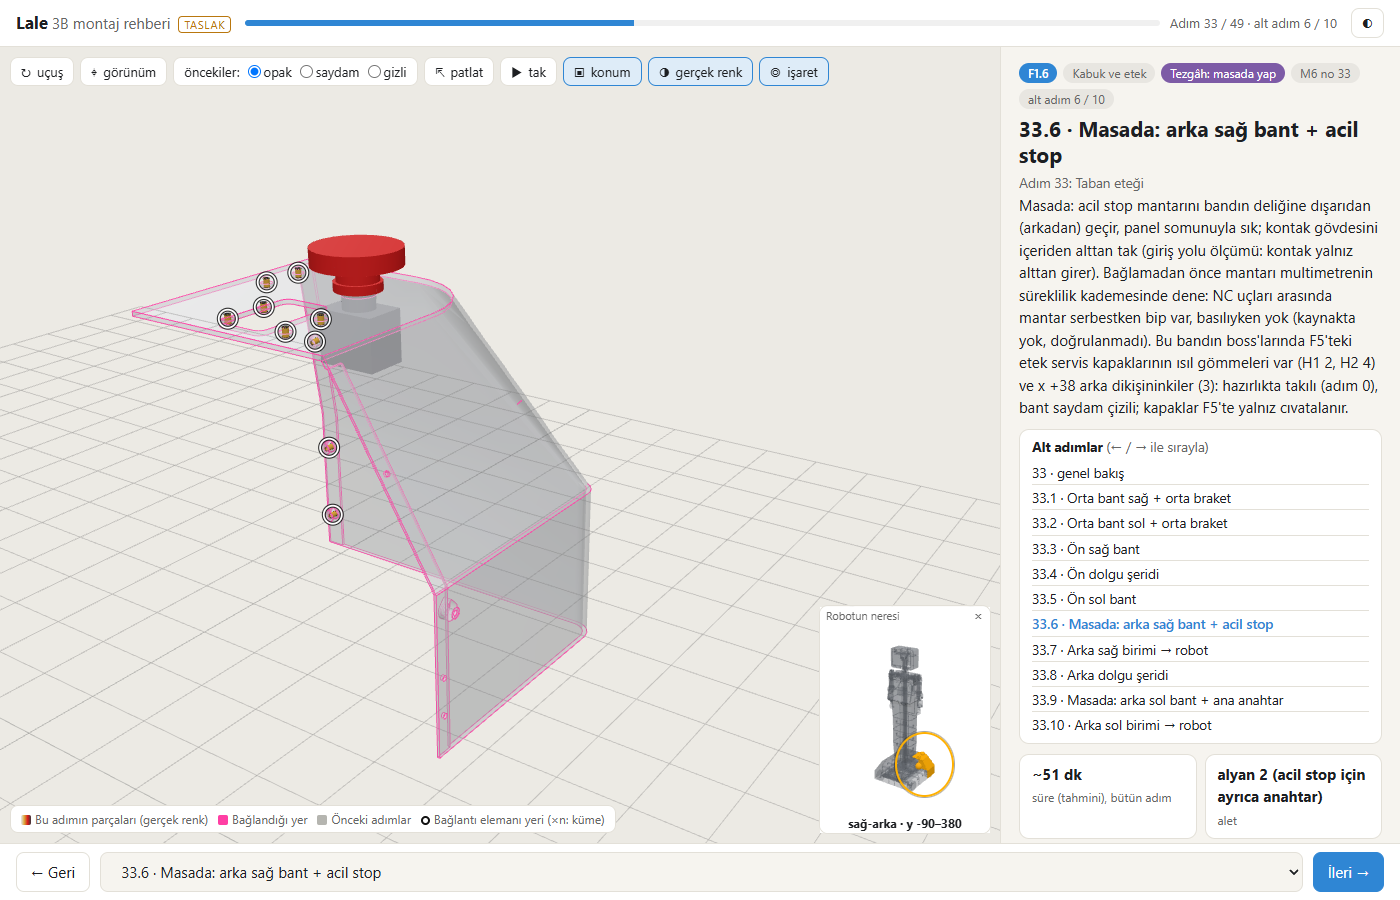 Lale 3B montaj rehberi TASLAK
Adım 33 / 49 · alt adım 6 / 10
↻ uçuş
⌖ görünüm
öncekiler: opak saydam gizli
⇱ patlat
▶ tak
▣ konum
◑ gerçek renk
◎ işaret
F1.6 Kabuk ve etek Tezgâh: masada yap M6 no 33
alt adım 6 / 10
33.6 · Masada: arka sağ bant + acil
stop
Adım 33: Taban eteği
Masada: acil stop mantarını bandın deliğine dışarıdan
(arkadan) geçir, panel somunuyla sık; kontak gövdesini
içeriden alttan tak (giriş yolu ölçümü: kontak yalnız
alttan girer). Bağlamadan önce mantarı multimetrenin
süreklilik kademesinde dene: NC uçları arasında
mantar serbestken bip var, basılıyken yok (kaynakta
yok, doğrulanmadı). Bu bandın boss'larında F5'teki
etek servis kapaklarının ısıl gömmeleri var (H1 2, H2 4)
ve x +38 arka dikişininkiler (3): hazırlıkta takılı (adım 0),
bant saydam çizili; kapaklar F5'te yalnız cıvatalanır.
Alt adımlar (← / → ile sırayla)
33 · genel bakış
33.1 · Orta bant sağ + orta braket
33.2 · Orta bant sol + orta braket
33.3 · Ön sağ bant
33.4 · Ön dolgu şeridi
33.5 · Ön sol bant
33.6 · Masada: arka sağ bant + acil stop
33.7 · Arka sağ birimi → robot
33.8 · Arka dolgu şeridi
33.9 · Masada: arka sol bant + ana anahtar
33.10 · Arka sol birimi → robot
~51 dk
süre (tahmini), bütün adım
alyan 2 (acil stop için
ayrıca anahtar)
alet
Robotun neresi ×
sağ-arka · y -90–380
Bu adımın parçaları (gerçek renk) Bağlandığı yer Önceki adımlar Bağlantı elemanı yeri (×n: küme)
← Geri
33.6 · Masada: arka sağ bant + acil stop
İleri →